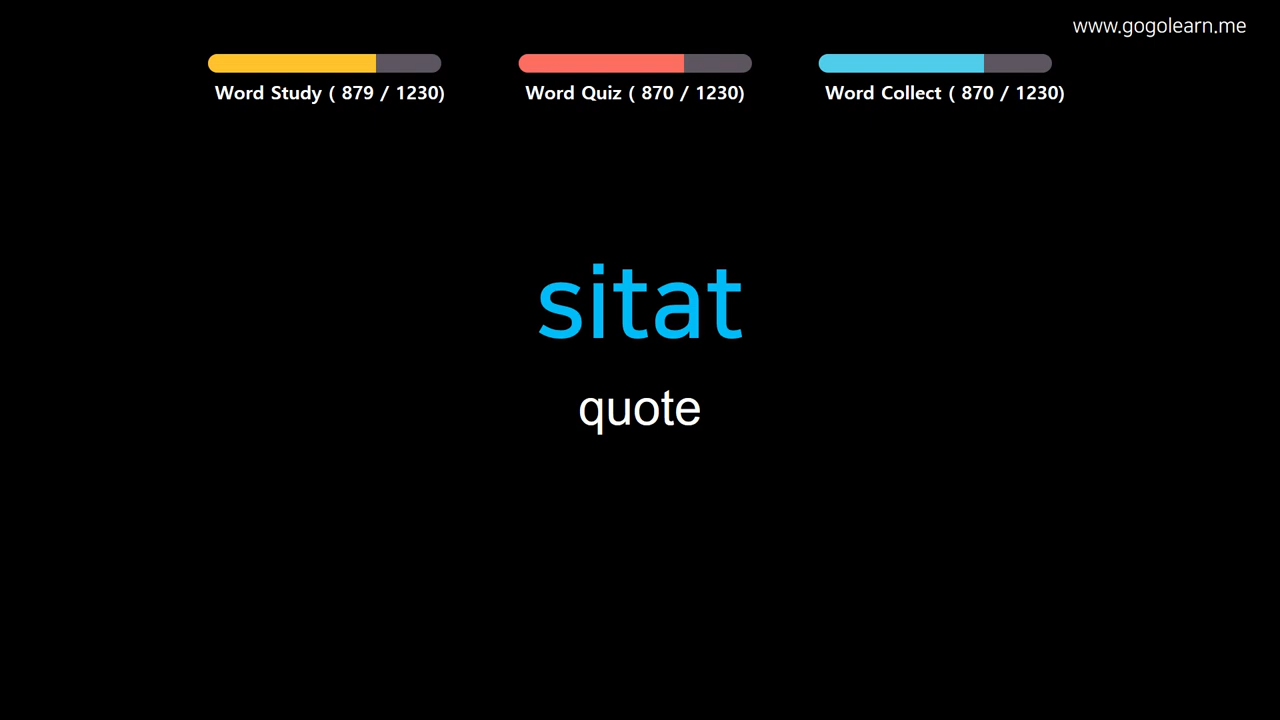 www.gogolearn.me
Word Study ( 879 / 1230)
Word Quiz ( 870 / 1230)
Word Collect ( 870 / 1230)
sitat
quote